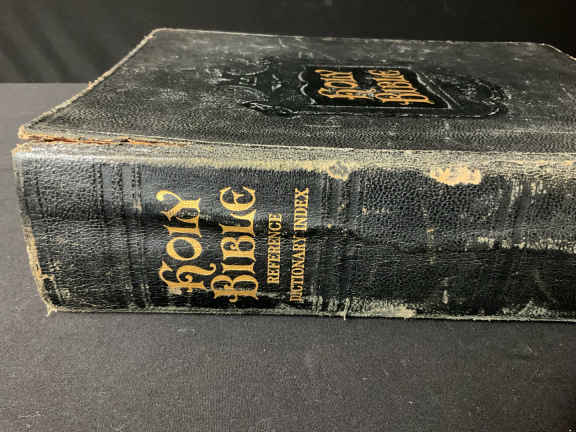 HOLY
BIBLE
HOLY
BIBLE
REFERENCE
DICTIONARY INDEX